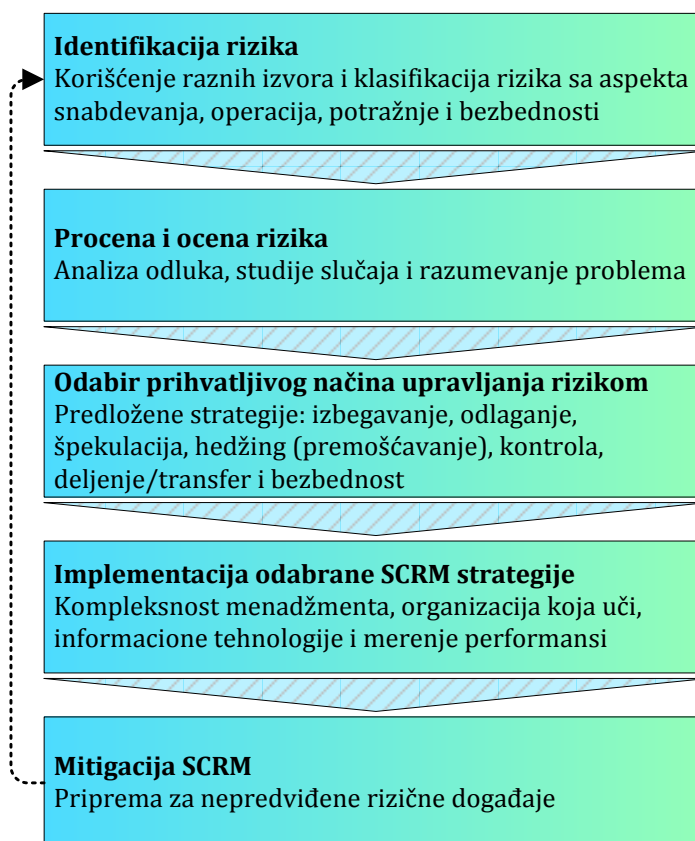 Identifikacija rizika
Korišćenje raznih izvora i klasifikacija rizika sa aspekta
snabdevanja, operacija, potražnje i bezbednosti
Procena i ocena rizika
Analiza odluka, studije slučaja i razumevanje problema
Odabir prihvatljivog načina upravljanja rizikom
Predložene strategije: izbegavanje, odlaganje,
špekulacija, hedžing (premošćavanje), kontrola,
deljenje/transfer i bezbednost
Implementacija odabrane SCRM strategije
Kompleksnost menadžmenta, organizacija koja uči,
informacione tehnologije i merenje performansi
Mitigacija SCRM
Priprema za nepredviđene rizične događaje